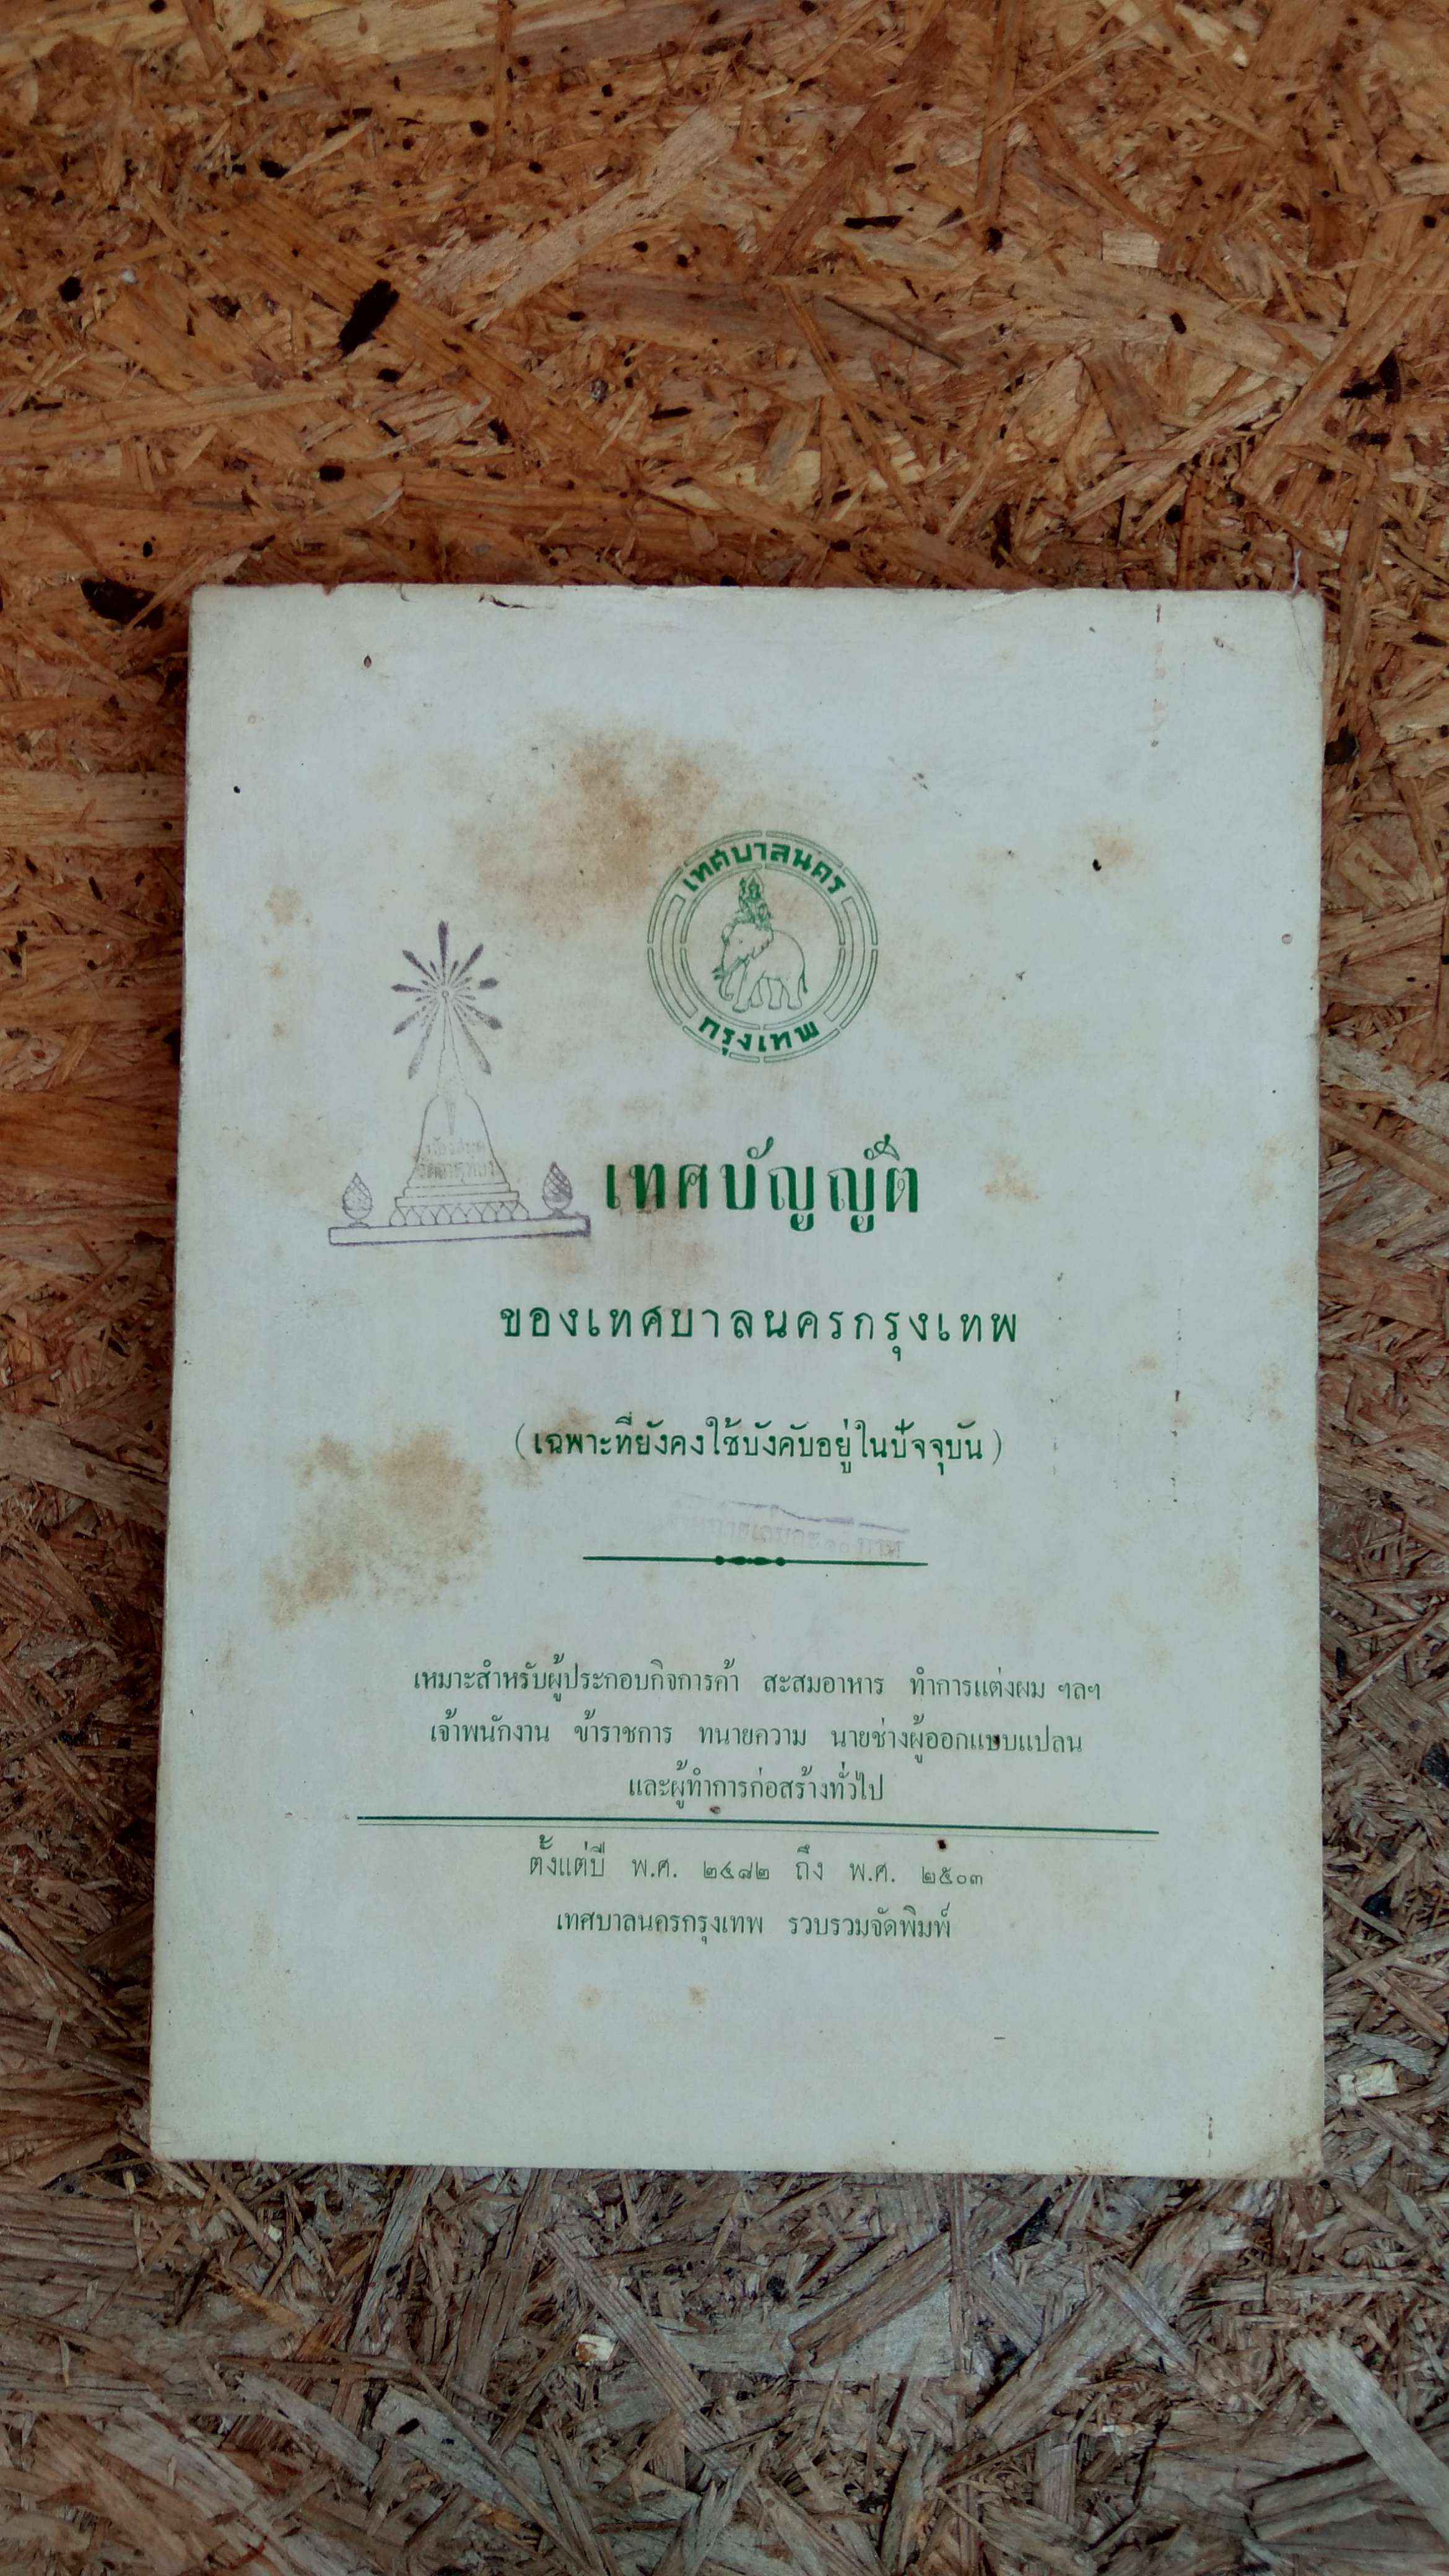 เทศบาลนคร
กรุงเทพ
ห้องสมุด
เทศบัญญัติ
ของเทศบาลนครกรุงเทพ
(เฉพาะที่ยังคงใช้บังคับอยู่ในปัจจุบัน)
เหมาะสำหรับผู้ประกอบกิจการค้า สะสมอาหาร ทำการแต่งผม ฯลฯ
เจ้าพนักงาน ข้าราชการ ทนายความ นายช่างผู้ออกแบบแปลน
และผู้ทำการก่อสร้างทั่วไป
ตั้งแต่ปี พ.ศ. ๒๔๘๒ ถึง พ.ศ. ๒๕๐๓
เทศบาลนครกรุงเทพ รวบรวมจัดพิมพ์